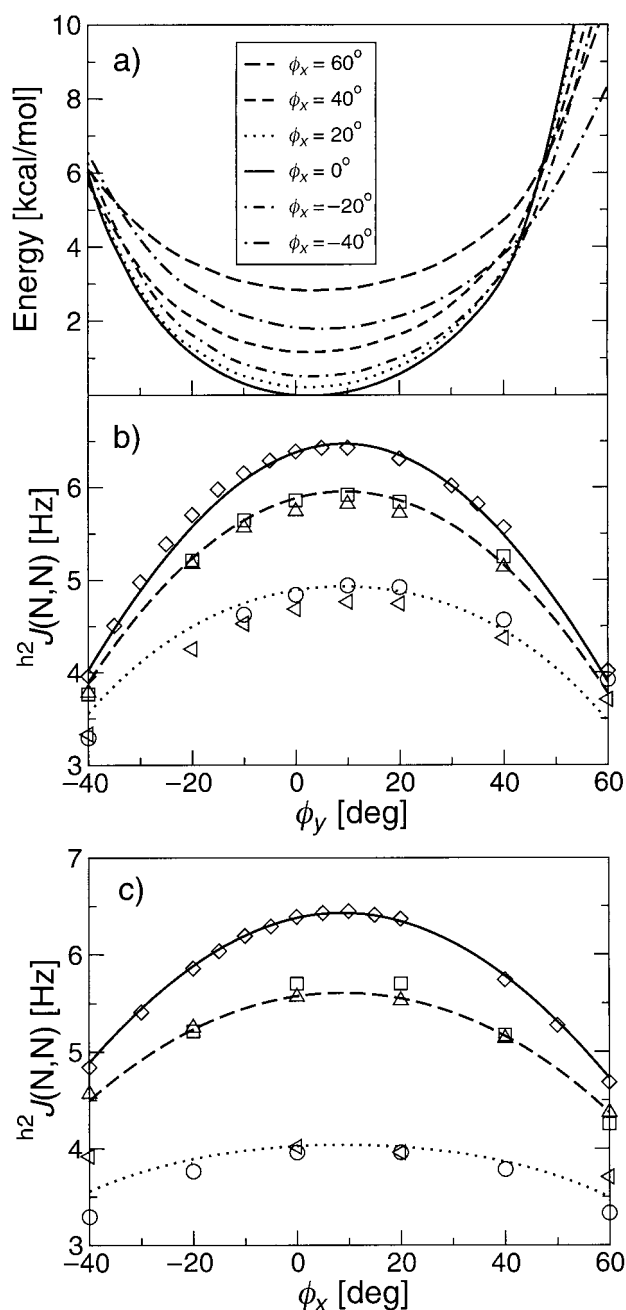 a)
10
8
6
4
2
Energy [kcal/mol]
ϕx = 60°
ϕx = 40°
ϕx = 20°
ϕx = 0°
ϕx = −20°
ϕx = −40°
b)
6
5
4
3
h2J(N,N) [Hz]
−40 −20 0 20 40 60
ϕy [deg]
c)
7
6
5
4
3
h2J(N,N) [Hz]
−40 −20 0 20 40 60
ϕx [deg]